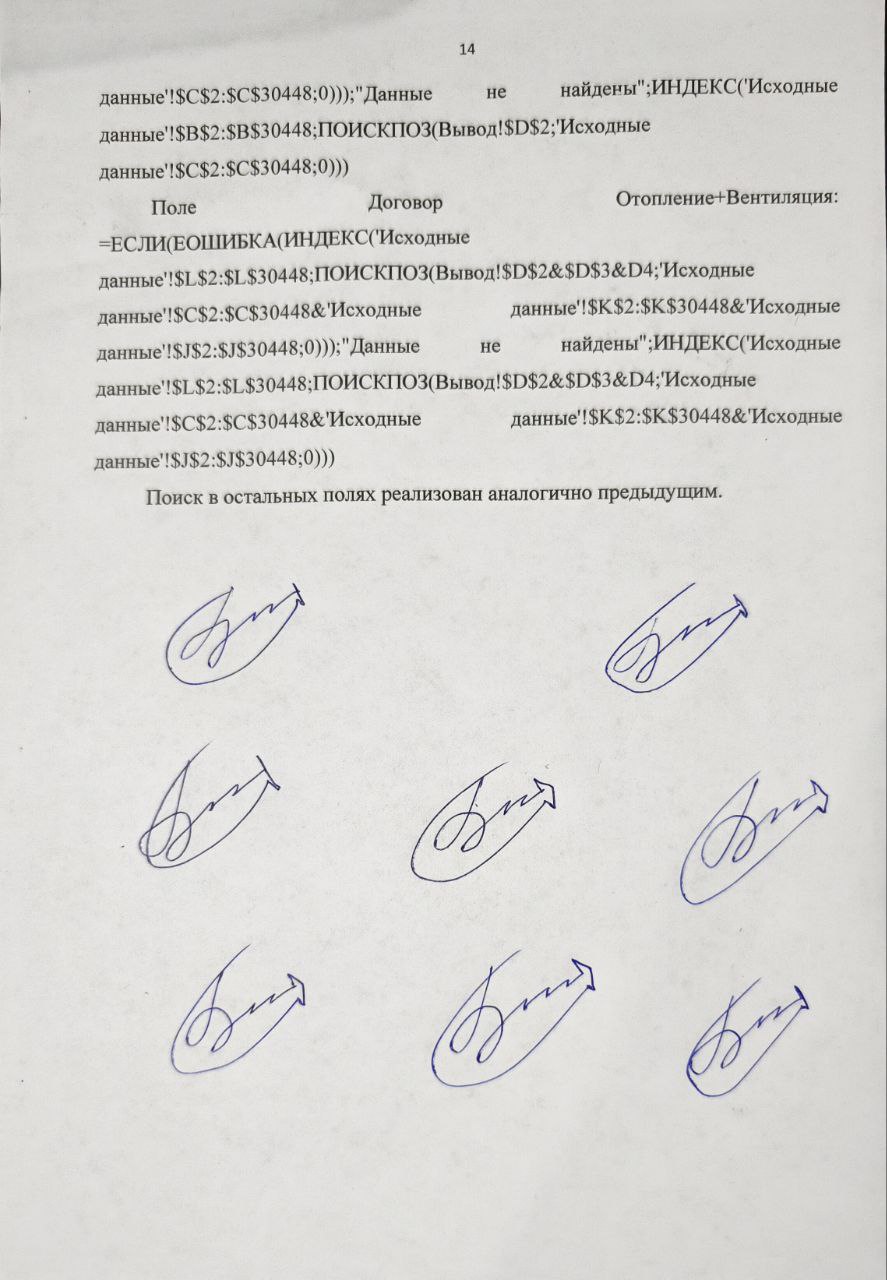 14
данные'!$C$2:$C$30448;0)));"Данные не найдены";ИНДЕКС('Исходные
данные'!$B$2:$B$30448;ПОИСКПОЗ(Вывод!$D$2;'Исходные
данные'!$C$2:$C$30448;0)))
Поле Договор Отопление+Вентиляция:
=ЕСЛИ(ЕОШИБКА(ИНДЕКС('Исходные
данные'!$L$2:$L$30448;ПОИСКПОЗ(Вывод!$D$2&$D$3&D4;'Исходные
данные'!$C$2:$C$30448&'Исходные данные'!$K$2:$K$30448&'Исходные
данные'!$J$2:$J$30448;0)));"Данные не найдены";ИНДЕКС('Исходные
данные'!$L$2:$L$30448;ПОИСКПОЗ(Вывод!$D$2&$D$3&D4;'Исходные
данные'!$C$2:$C$30448&'Исходные данные'!$K$2:$K$30448&'Исходные
данные'!$J$2:$J$30448;0)))
Поиск в остальных полях реализован аналогично предыдущим.